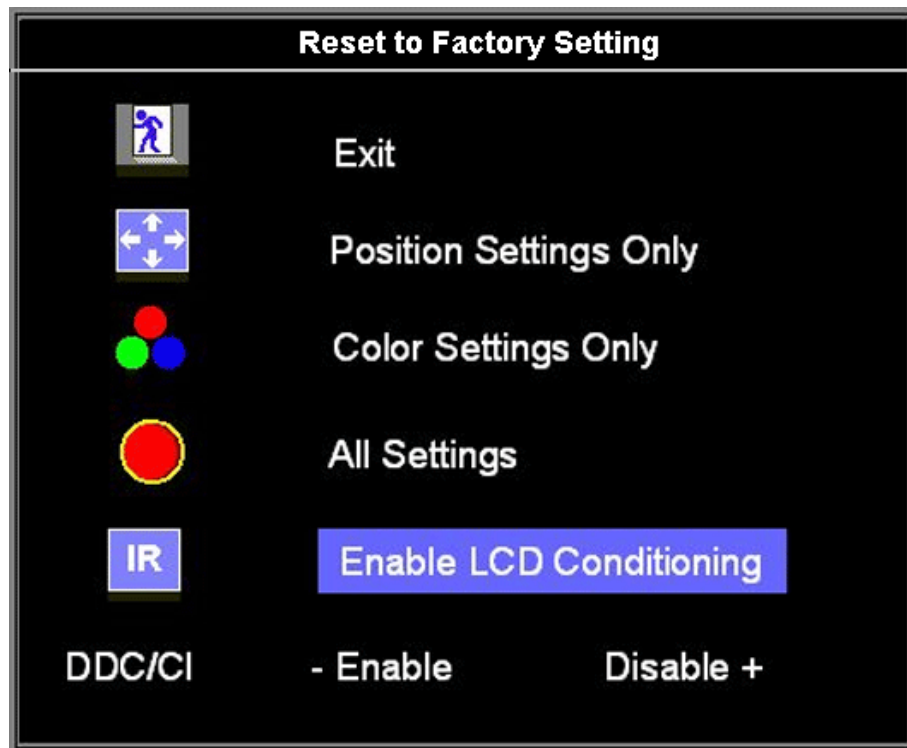 Reset to Factory Setting
Exit
Position Settings Only
Color Settings Only
All Settings
IR Enable LCD Conditioning
DDC/CI - Enable Disable +